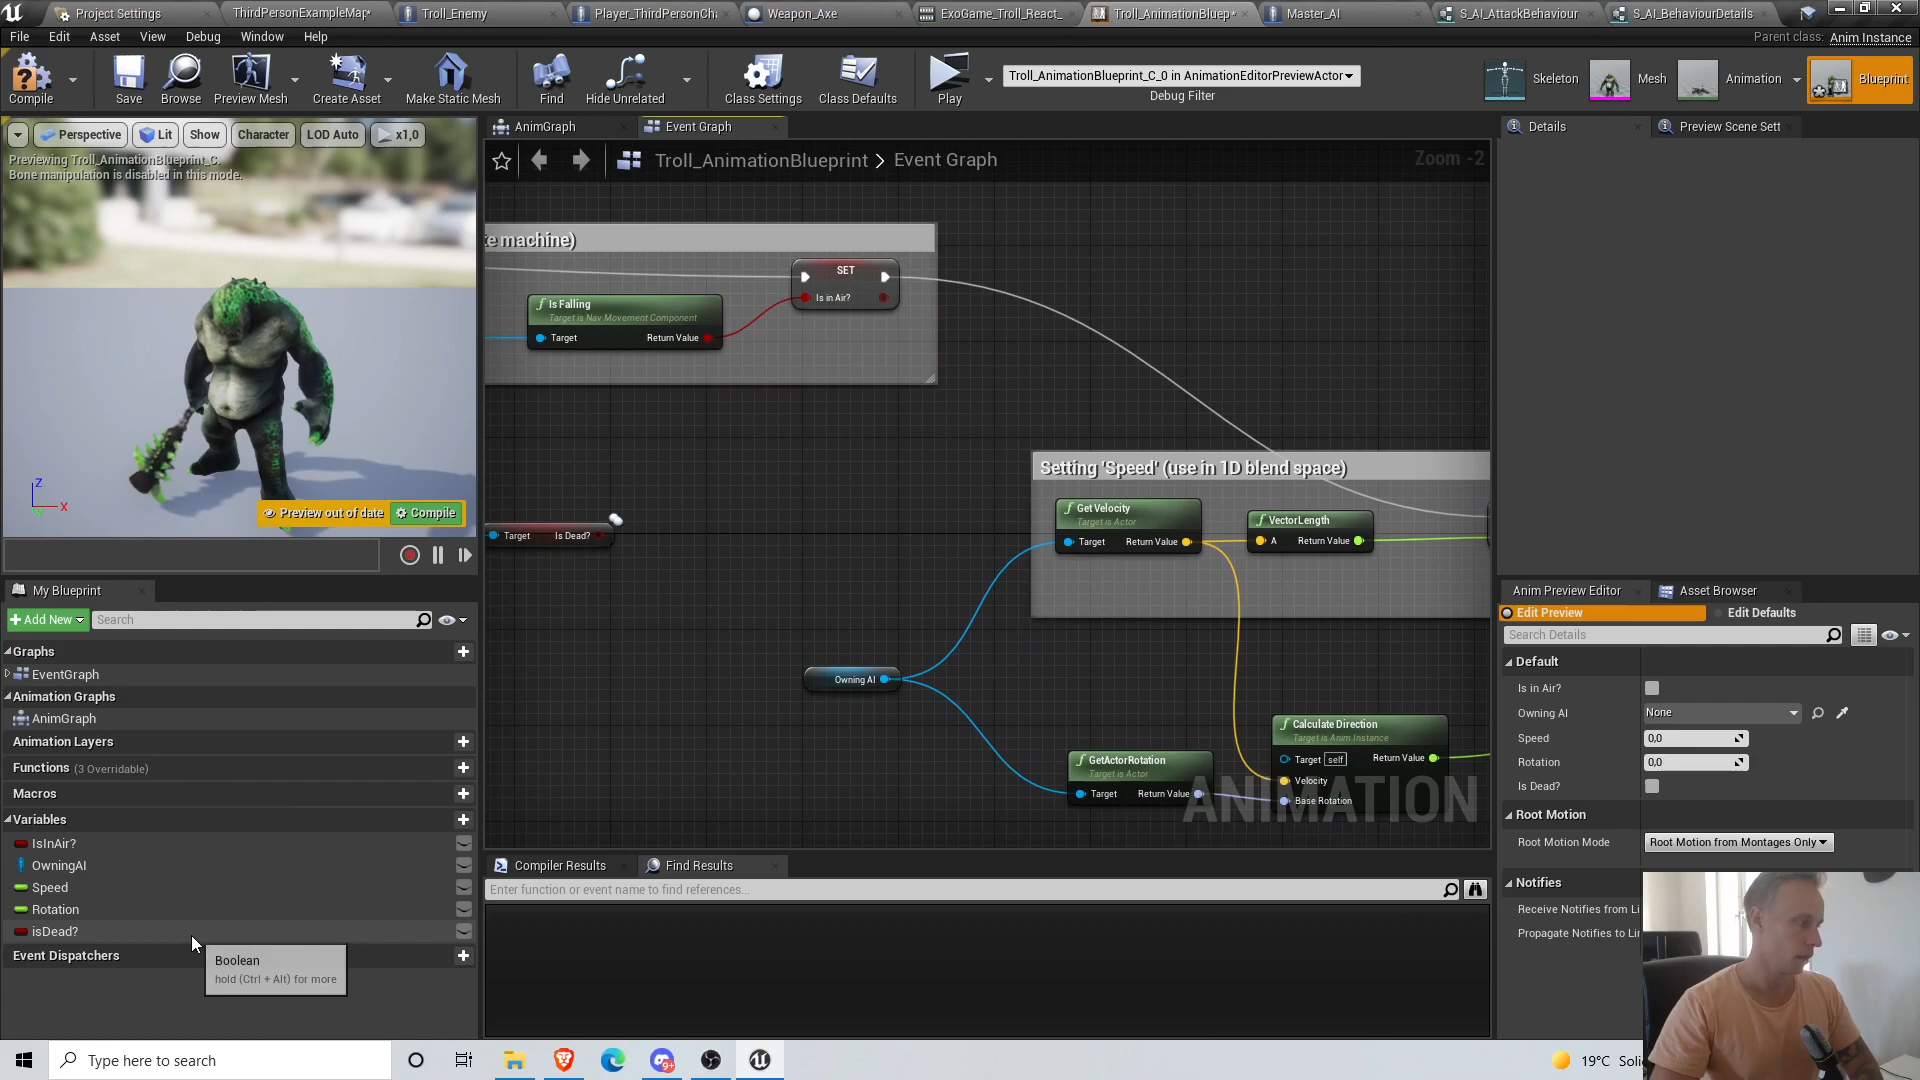 Project Settings
ThirdPersonExampleMap*
Troll_Enemy
Player_ThirdPersonCh
Weapon_Axe
ExoGame_Troll_React_
Troll_AnimationBluep*
Master_AI
S_AI_AttackBehaviour
S_AI_BehaviourDetails
File Edit Asset View Debug Window Help
Parent class: Anim Instance
Compile
Save
Browse
Preview Mesh
Create Asset
Make Static Mesh
Find
Hide Unrelated
Class Settings
Class Defaults
Play
Troll_AnimationBlueprint_C_0 in AnimationEditorPreviewActor
Debug Filter
Skeleton
Mesh
Animation
Blueprint
Perspective
Lit
Show
Character
LOD Auto
x1,0
Previewing Troll_AnimationBlueprint_C.
Bone manipulation is disabled in this mode.
Z
X
Preview out of date
Compile
AnimGraph
Event Graph
Troll_AnimationBlueprint > Event Graph
Zoom -2
te machine)
SET
Is in Air?
f Is Falling
Target is Nav Movement Component
Target
Return Value
Target
Is Dead?
Setting 'Speed' (use in 1D blend space)
f Get Velocity
Target is Actor
Target
Return Value
f VectorLength
A
Return Value
Owning AI
f GetActorRotation
Target is Actor
Target
Return Value
f Calculate Direction
Target is Anim Instance
Target self
Return Value
Velocity
Base Rotation
ANIMATION
Details
Preview Scene Sett
My Blueprint
Add New
Search
Graphs
EventGraph
Animation Graphs
AnimGraph
Animation Layers
Functions (3 Overridable)
Macros
Variables
IsInAir?
OwningAI
Speed
Rotation
isDead?
Event Dispatchers
Boolean
hold (Ctrl + Alt) for more
Compiler Results
Find Results
Enter function or event name to find references...
Anim Preview Editor
Asset Browser
Edit Preview
Edit Defaults
Search Details
Default
Is in Air?
Owning AI
None
Speed
0,0
Rotation
0,0
Is Dead?
Root Motion
Root Motion Mode
Root Motion from Montages Only
Notifies
Receive Notifies from Li
Propagate Notifies to Lin
Type here to search
9+
19°C